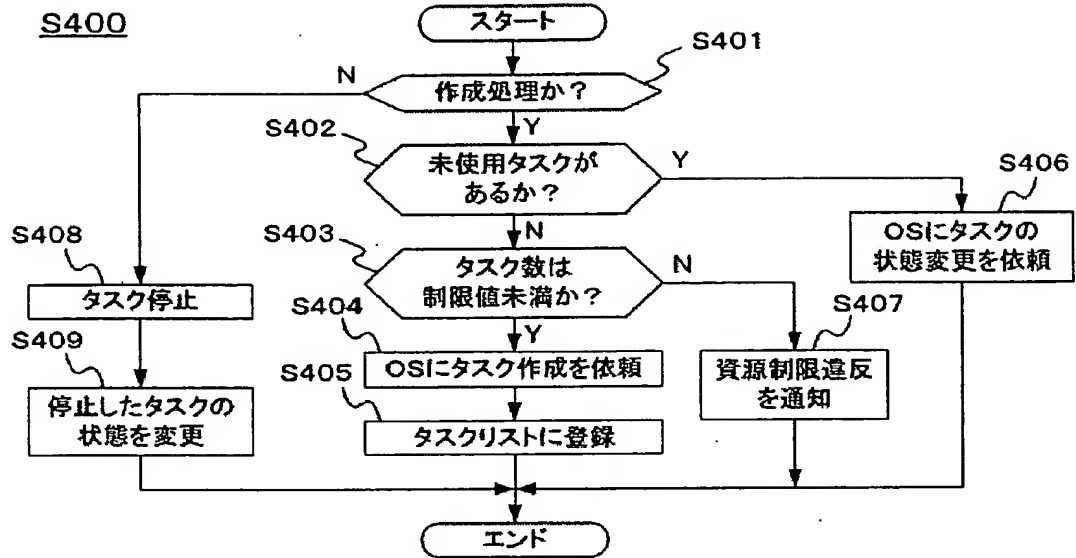 S400
スタート
S401
作成処理か?
N
Y
S402
未使用タスクが
あるか?
Y
N
S406
OSにタスクの
状態変更を依頼
S403
タスク数は
制限値未満か?
N
Y
S408
タスク停止
S404
OSにタスク作成を依頼
S407
資源制限違反
を通知
S409
停止したタスクの
状態を変更
S405
タスクリストに登録
エンド